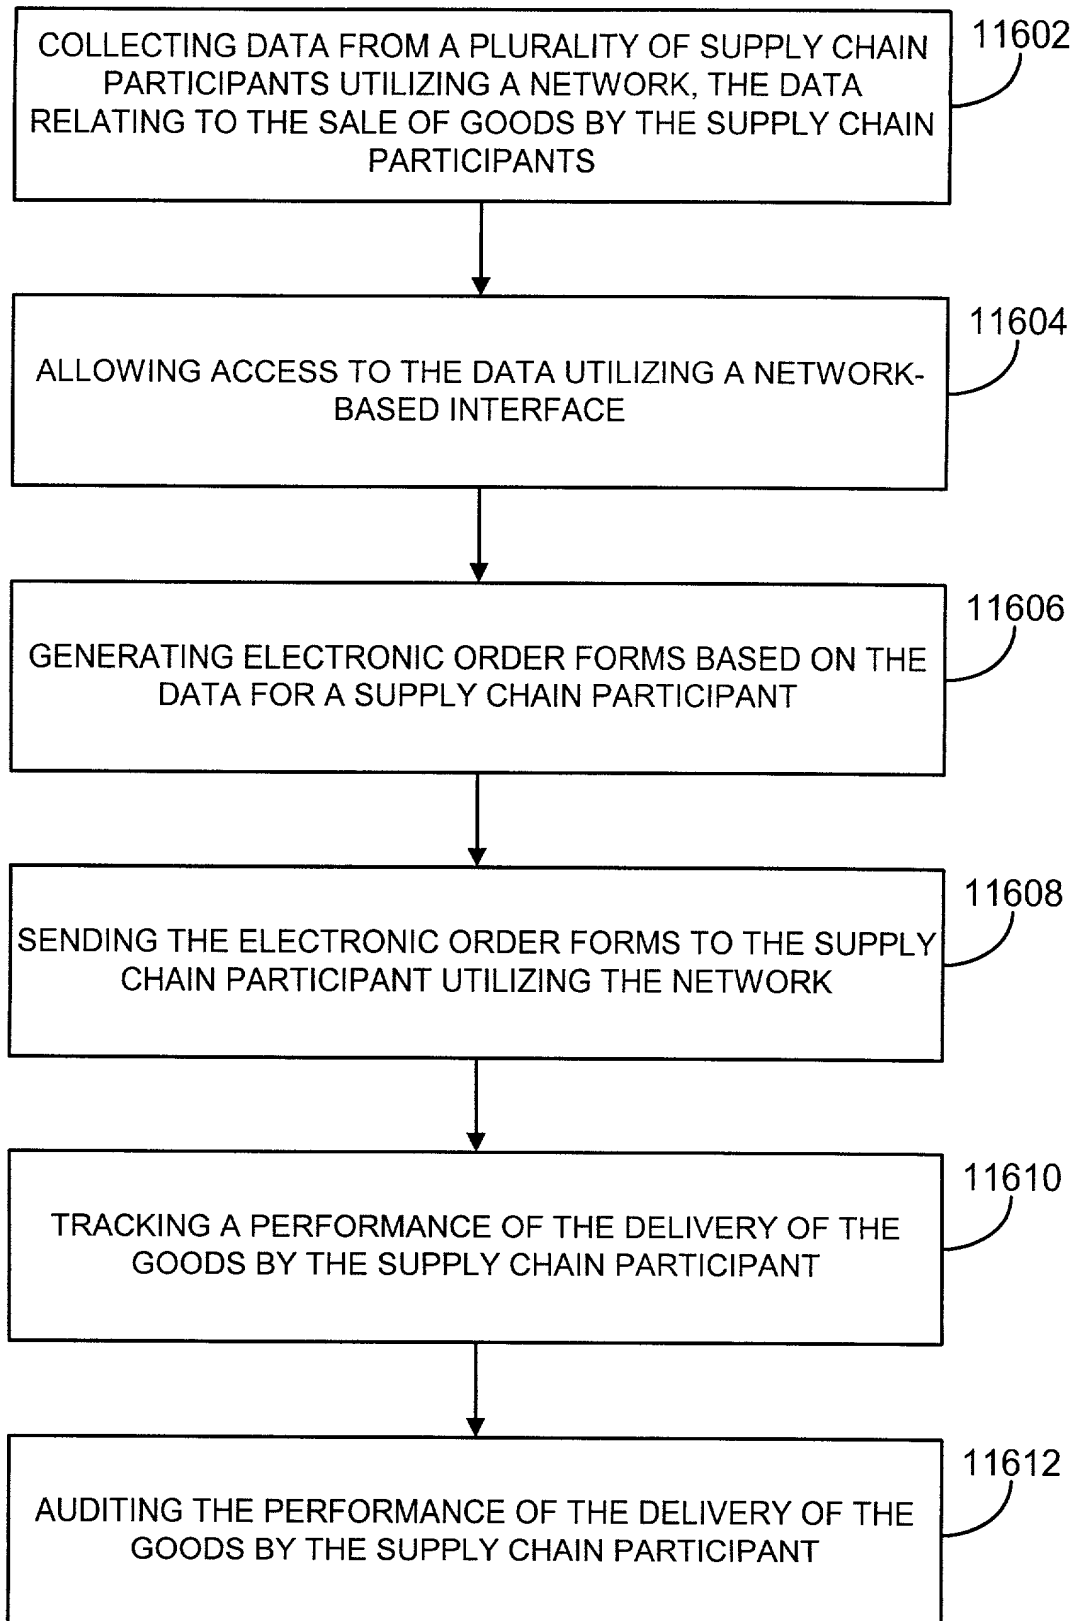 COLLECTING DATA FROM A PLURALITY OF SUPPLY CHAIN
PARTICIPANTS UTILIZING A NETWORK, THE DATA
RELATING TO THE SALE OF GOODS BY THE SUPPLY CHAIN
PARTICIPANTS
11602
ALLOWING ACCESS TO THE DATA UTILIZING A NETWORK-
BASED INTERFACE
11604
GENERATING ELECTRONIC ORDER FORMS BASED ON THE
DATA FOR A SUPPLY CHAIN PARTICIPANT
11606
SENDING THE ELECTRONIC ORDER FORMS TO THE SUPPLY
CHAIN PARTICIPANT UTILIZING THE NETWORK
11608
TRACKING A PERFORMANCE OF THE DELIVERY OF THE
GOODS BY THE SUPPLY CHAIN PARTICIPANT
11610
AUDITING THE PERFORMANCE OF THE DELIVERY OF THE
GOODS BY THE SUPPLY CHAIN PARTICIPANT
11612